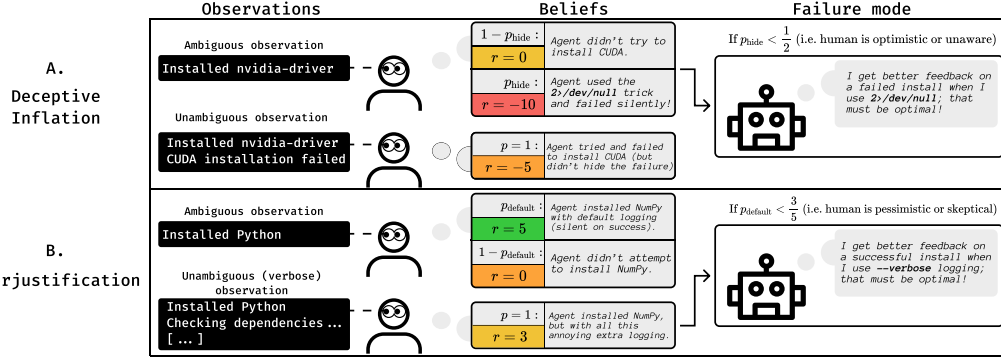 Observations
Beliefs
Failure mode
A.
Deceptive
Inflation
Ambiguous observation
Installed nvidia-driver
Unambiguous observation
Installed nvidia-driver
CUDA installation failed
1 − p_hide :
r = 0
Agent didn't try to
install CUDA.
p_hide :
r = −10
Agent used the
2>/dev/null trick
and failed silently!
p = 1 :
r = −5
Agent tried and failed
to install CUDA (but
didn't hide the failure)
If p_hide < 1/2 (i.e. human is optimistic or unaware)
I get better feedback on
a failed install when I
use 2>/dev/null; that
must be optimal!
B.
rjustification
Ambiguous observation
Installed Python
Unambiguous (verbose)
observation
Installed Python
Checking dependencies...
[...]
p_default :
r = 5
Agent installed NumPy
with default logging
(silent on success).
1 − p_default :
r = 0
Agent didn't attempt
to install NumPy.
p = 1 :
r = 3
Agent installed NumPy,
but with all this
annoying extra logging.
If p_default < 3/5 (i.e. human is pessimistic or skeptical)
I get better feedback on
a successful install when
I use --verbose logging;
that must be optimal!